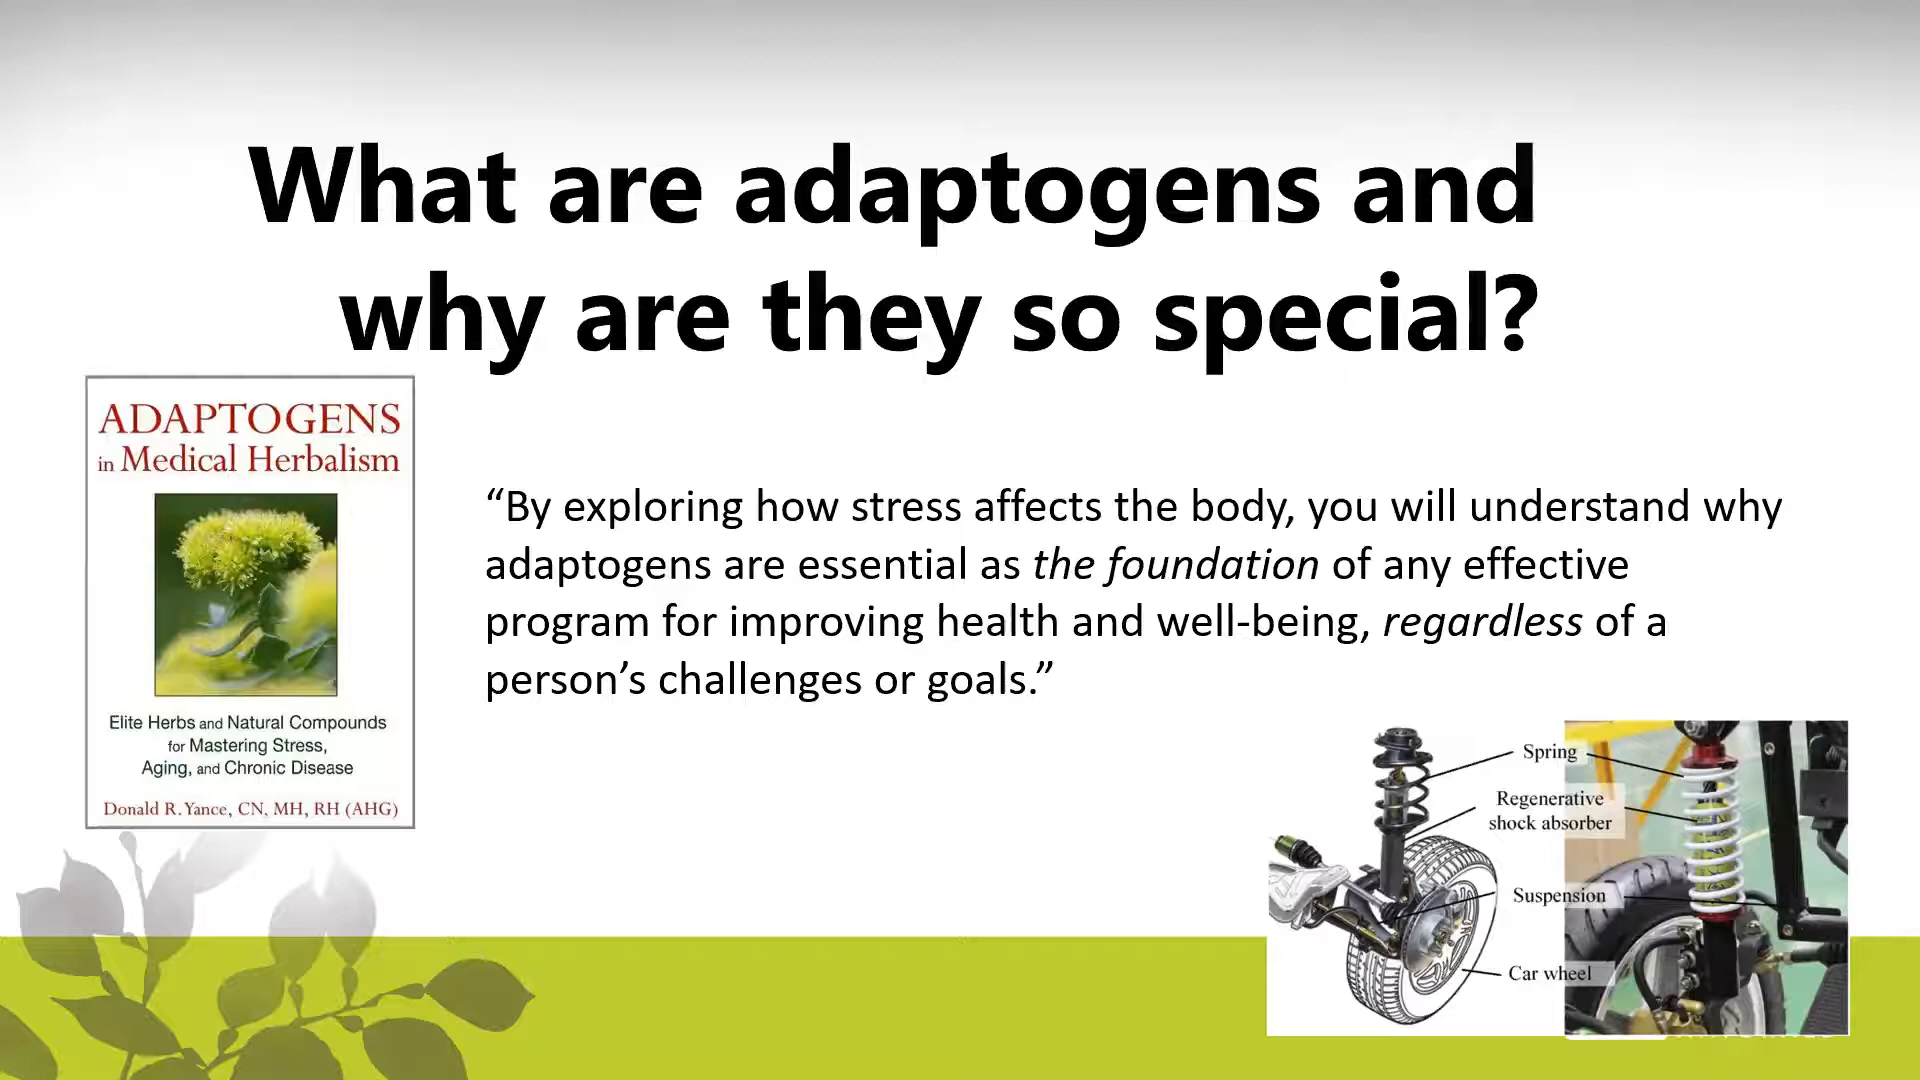 What are adaptogens and
why are they so special?
ADAPTOGENS
in Medical Herbalism
Elite Herbs and Natural Compounds
for Mastering Stress,
Aging, and Chronic Disease
Donald R. Yance, CN, MH, RH (AHG)
“By exploring how stress affects the body, you will understand why
adaptogens are essential as the foundation of any effective
program for improving health and well-being, regardless of a
person’s challenges or goals.”
Spring
Regenerative
shock absorber
Suspension
Car wheel